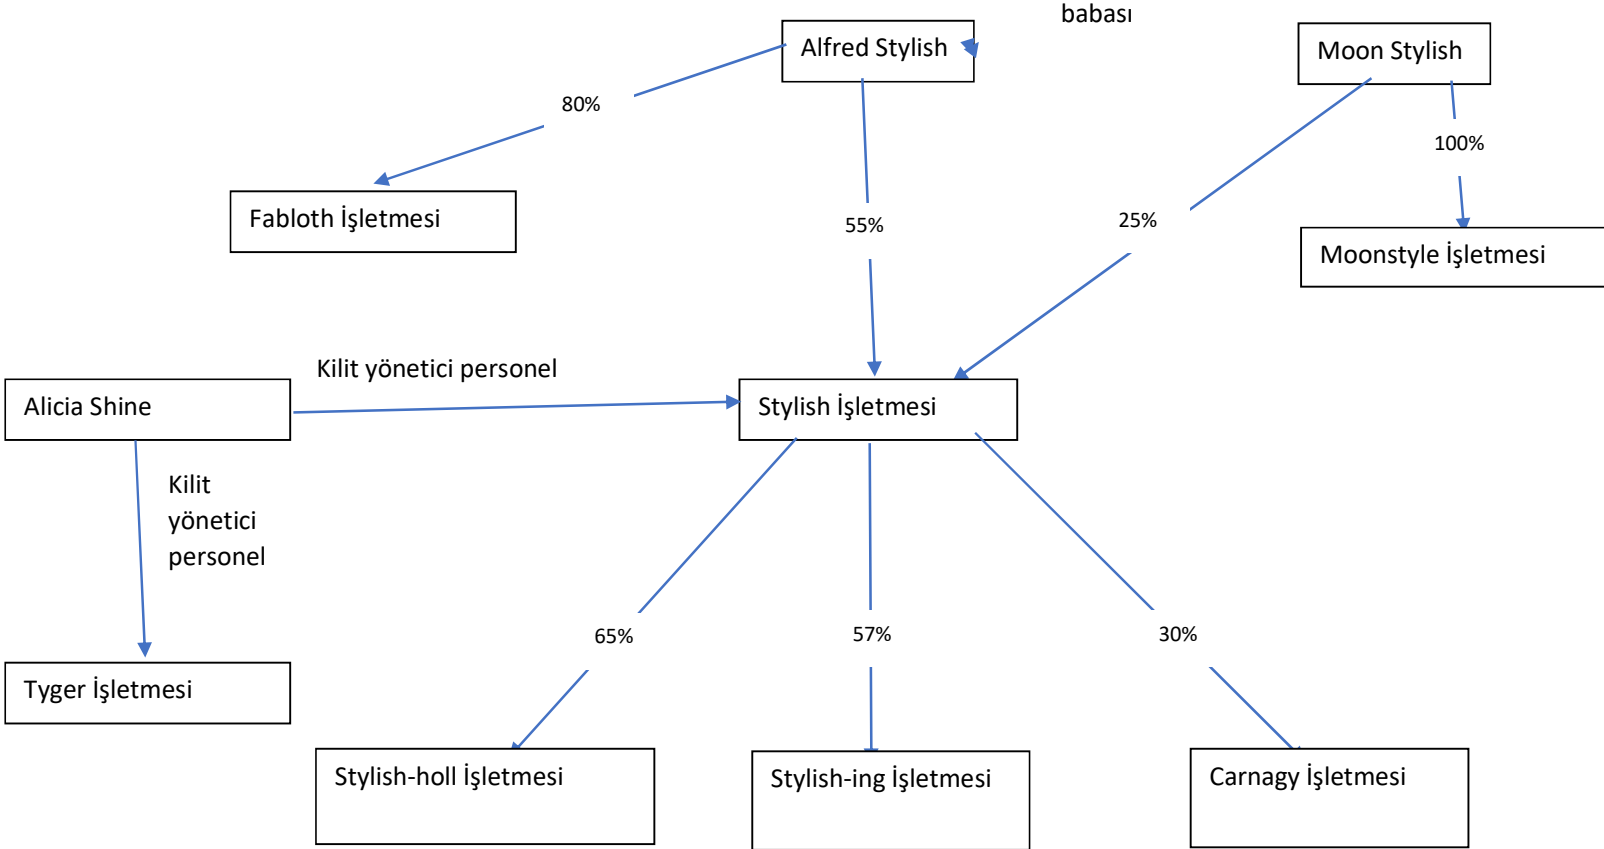 babası
Alfred Stylish
Moon Stylish
80%
100%
Fabloth İşletmesi
55%
25%
Moonstyle İşletmesi
Kilit yönetici personel
Alicia Shine
Stylish İşletmesi
Kilit
yönetici
personel
65%
57%
30%
Tyger İşletmesi
Stylish-holl İşletmesi
Stylish-ing İşletmesi
Carnagy İşletmesi